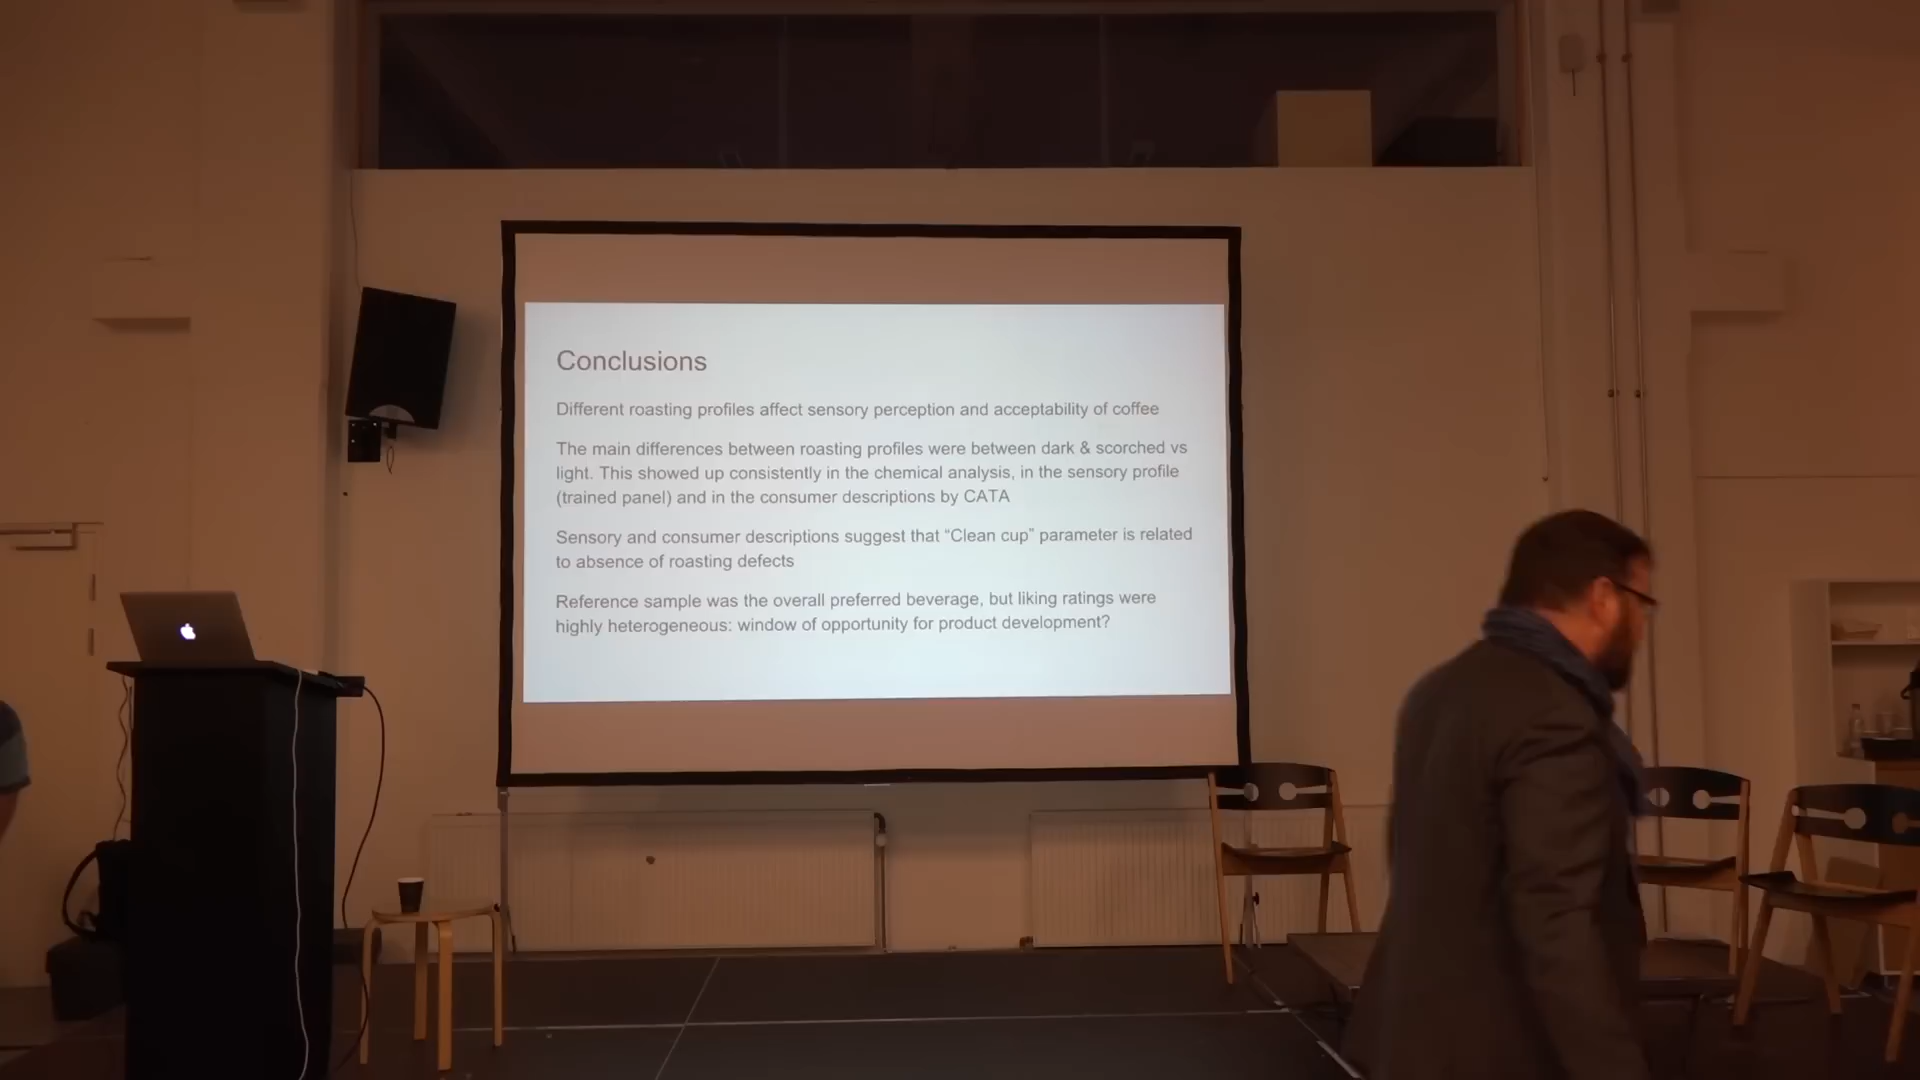 Conclusions
Different roasting profiles affect sensory perception and acceptability of coffee
The main differences between roasting profiles were between dark & scorched vs
light. This showed up consistently in the chemical analysis, in the sensory profile
(trained panel) and in the consumer descriptions by CATA
Sensory and consumer descriptions suggest that “Clean cup” parameter is related
to absence of roasting defects
Reference sample was the overall preferred beverage, but liking ratings were
highly heterogeneous: window of opportunity for product development?